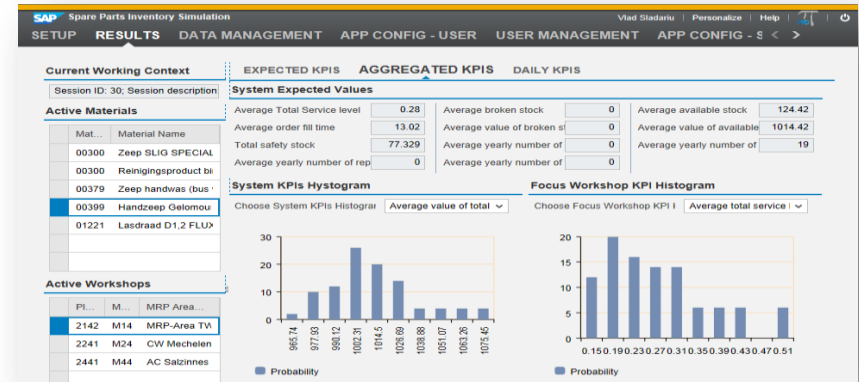 SAP Spare Parts Inventory Simulation
Vlad Sladariu | Personalize | Help
SETUP RESULTS DATA MANAGEMENT APP CONFIG - USER USER MANAGEMENT APP CONFIG - S < >
Current Working Context
Session ID: 30; Session description
Active Materials
Mat... Material Name
00300 Zeep SLIG SPECIAL
00300 Reinigingsproduct bi
00379 Zeep handwas (bus
00399 Handzeep Gelomou
01221 Lasdraad D1,2 FLUX
Active Workshops
Pl... M... MRP Area...
2142 M14 MRP-Area TW
2241 M24 CW Mechelen
2441 M44 AC Salzinnes
EXPECTED KPIS AGGREGATED KPIS DAILY KPIS
System Expected Values
Average Total Service level 0.28 Average broken stock 0 Average available stock 124.42
Average order fill time 13.02 Average value of broken st 0 Average value of available 1014.42
Total safety stock 77.329 Average yearly number of 0 Average yearly number of 19
Average yearly number of rep 0 Average yearly number of 0
System KPIs Hystogram
Choose System KPIs Histogram Average value of total
30
20
10
0
965.74 977.93 990.12 1002.31 1014.5 1026.69 1038.88 1051.07 1063.26 1075.45
Probability
Focus Workshop KPI Histogram
Choose Focus Workshop KPI H Average total service l
20
15
10
5
0
0.15 0.19 0.23 0.27 0.31 0.35 0.39 0.43 0.47 0.51
Probability